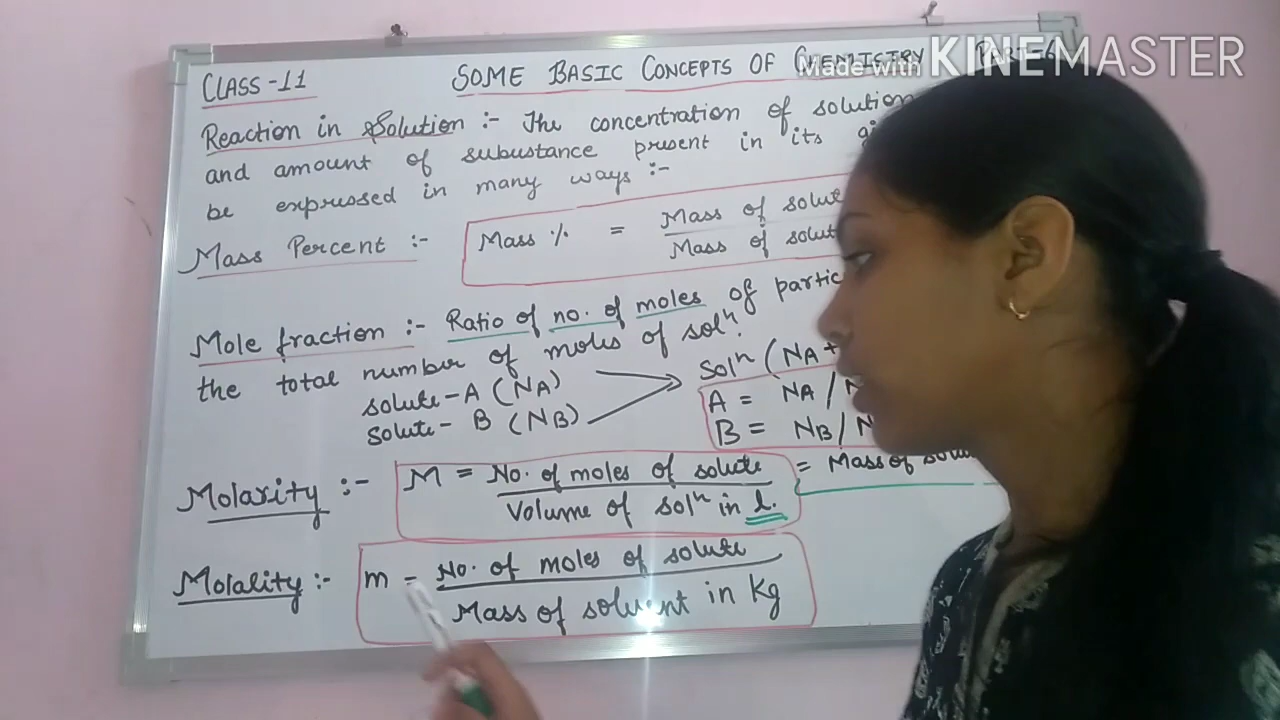 Made with KINEMASTER
CLASS-11 SOME BASIC CONCEPTS OF CHEMISTRY PART-
Reaction in Solution :- The concentration of solution
and amount of subustance present in its
be expressed in many ways :-
Mass Percent :- Mass % = Mass of
Mass of
Mole fraction :- Ratio of no. of moles of
the total number of moles of solⁿ.
solute-A (NA) Solⁿ (NA +
solute- B (NB) A = NA /
B = NB /
Molarity :- M = No. of moles of solute = Mass of
Volume of solⁿ in l.
Molality :- m = No. of moles of solute
Mass of solvent in Kg